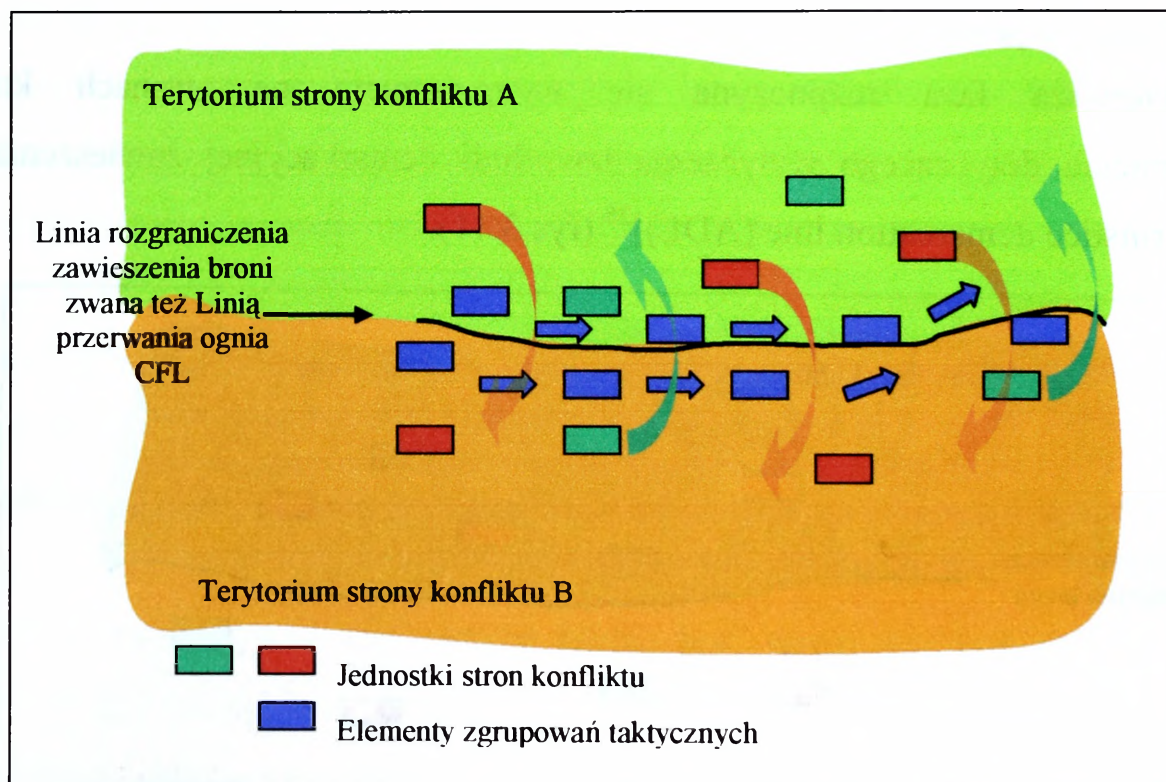 Terytorium strony konfliktu A
Linia rozgraniczenia
zawieszenia broni
zwana też Linią
przerwania ognia
CFL
Terytorium strony konfliktu B
Jednostki stron konfliktu
Elementy zgrupowań taktycznych